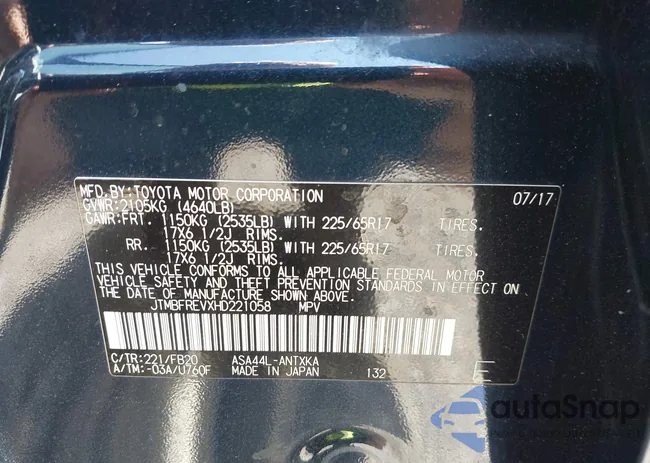 MFD.BY:TOYOTA MOTOR CORPORATION 07/17
GVWR:2105KG (4640LB)
GAWR:FRT. 1150KG (2535LB) WITH 225/65R17 TIRES.
17X6 1/2J RIMS.
RR. 1150KG (2535LB) WITH 225/65R17 TIRES.
17X6 1/2J RIMS.
THIS VEHICLE CONFORMS TO ALL APPLICABLE FEDERAL MOTOR
VEHICLE SAFETY AND THEFT PREVENTION STANDARDS IN EFFECT ON
THE DATE OF MANUFACTURE SHOWN ABOVE.
JTMBFREVXHD221058 MPV
C/TR:221/FB20 ASA44L-ANTXKA
A/TM:-03A/U760F MADE IN JAPAN 132 E
autoSnap